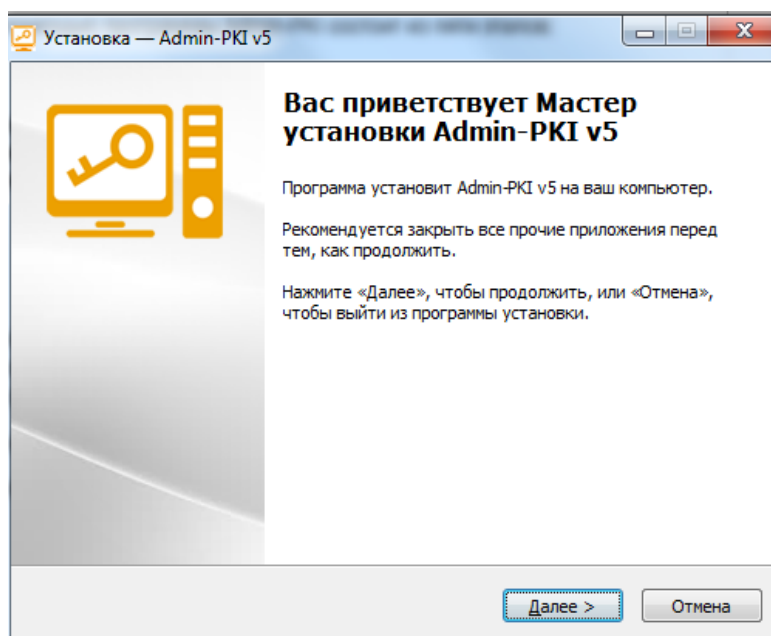 Установка — Admin-PKI v5
Вас приветствует Мастер
установки Admin-PKI v5
Программа установит Admin-PKI v5 на ваш компьютер.
Рекомендуется закрыть все прочие приложения перед
тем, как продолжить.
Нажмите «Далее», чтобы продолжить, или «Отмена»,
чтобы выйти из программы установки.
Далее >
Отмена